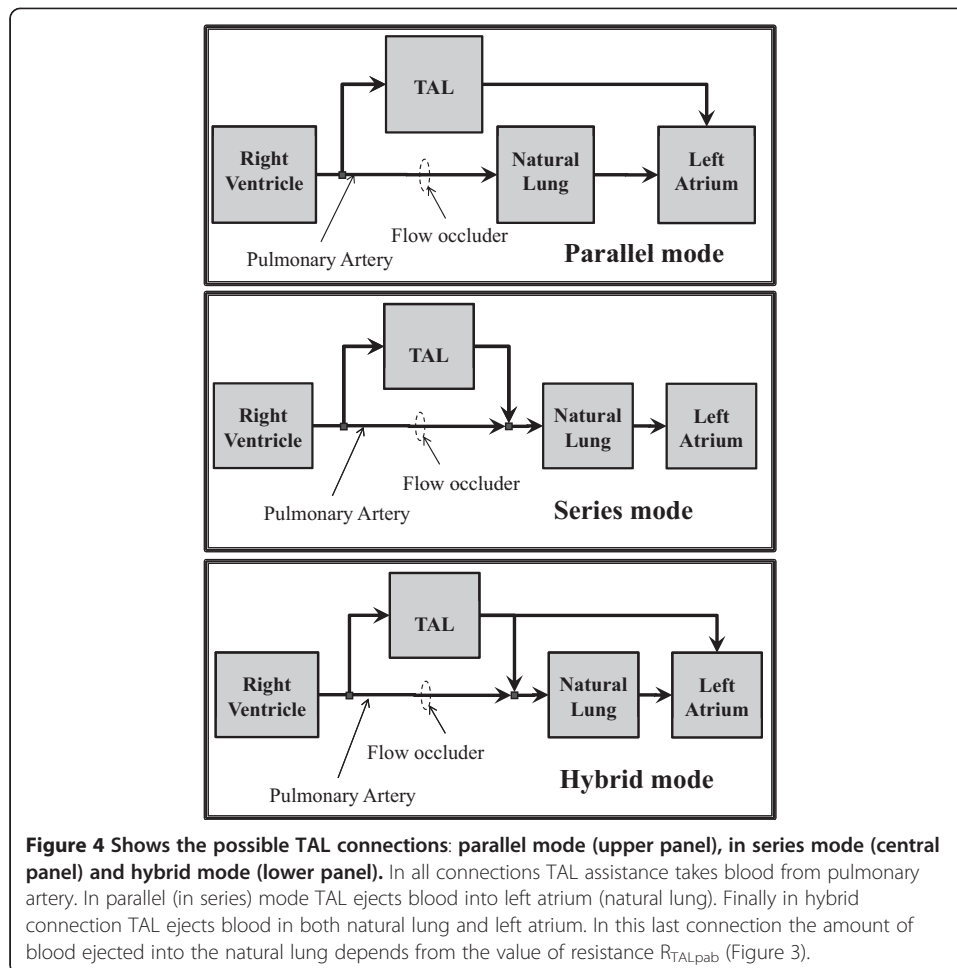 TAL
Right
Ventricle
Natural
Lung
Left
Atrium
Flow occluder
Pulmonary Artery
Parallel mode
TAL
Right
Ventricle
Natural
Lung
Left
Atrium
Flow occluder
Pulmonary Artery
Series mode
TAL
Right
Ventricle
Natural
Lung
Left
Atrium
Flow occluder
Pulmonary Artery
Hybrid mode
Figure 4 Shows the possible TAL connections: parallel mode (upper panel), in series mode (central
panel) and hybrid mode (lower panel). In all connections TAL assistance takes blood from pulmonary
artery. In parallel (in series) mode TAL ejects blood into left atrium (natural lung). Finally in hybrid
connection TAL ejects blood in both natural lung and left atrium. In this last connection the amount of
blood ejected into the natural lung depends from the value of resistance RTALpab (Figure 3).